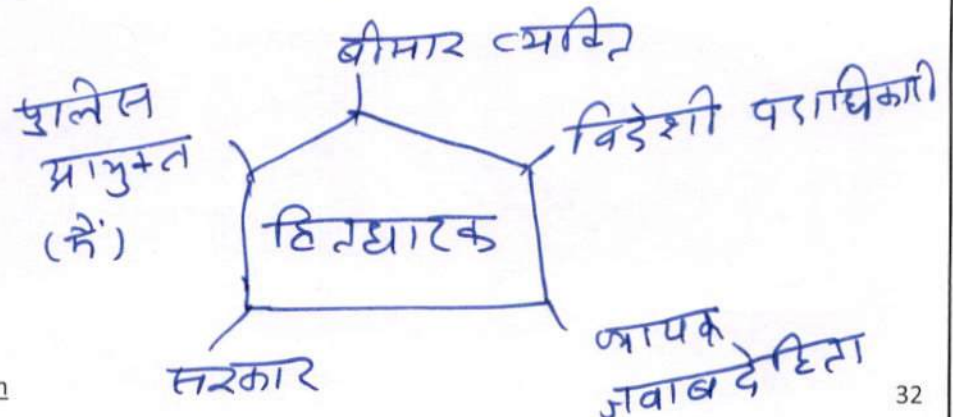 बीमार व्यक्ति
पुलिस
आयुक्त
(मैं)
विदेशी पदाधिकारी
हितधारक
सरकार
व्यापक
जवाबदेहिता
32